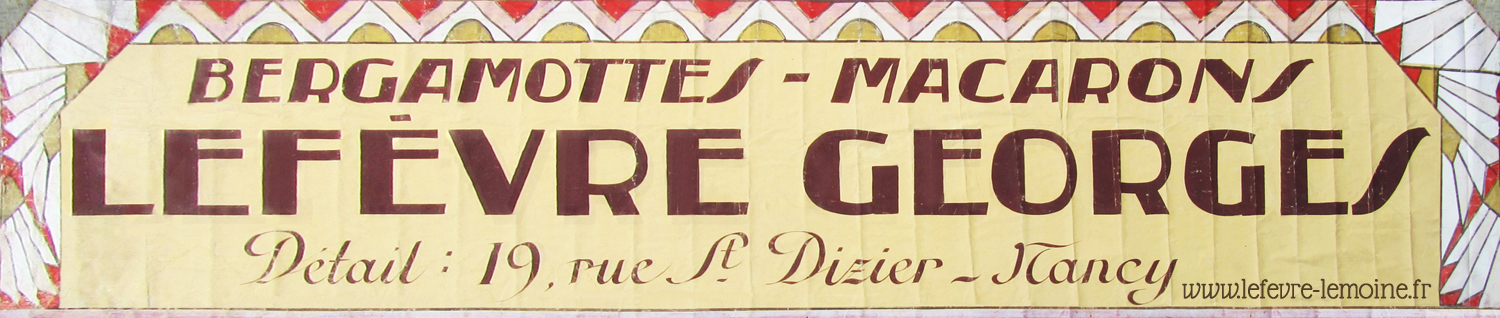 BERGAMOTTES - MACARONS
LEFÈVRE GEORGES
Détail : 19, rue St Dizier - Nancy
www.lefevre-lemoine.fr